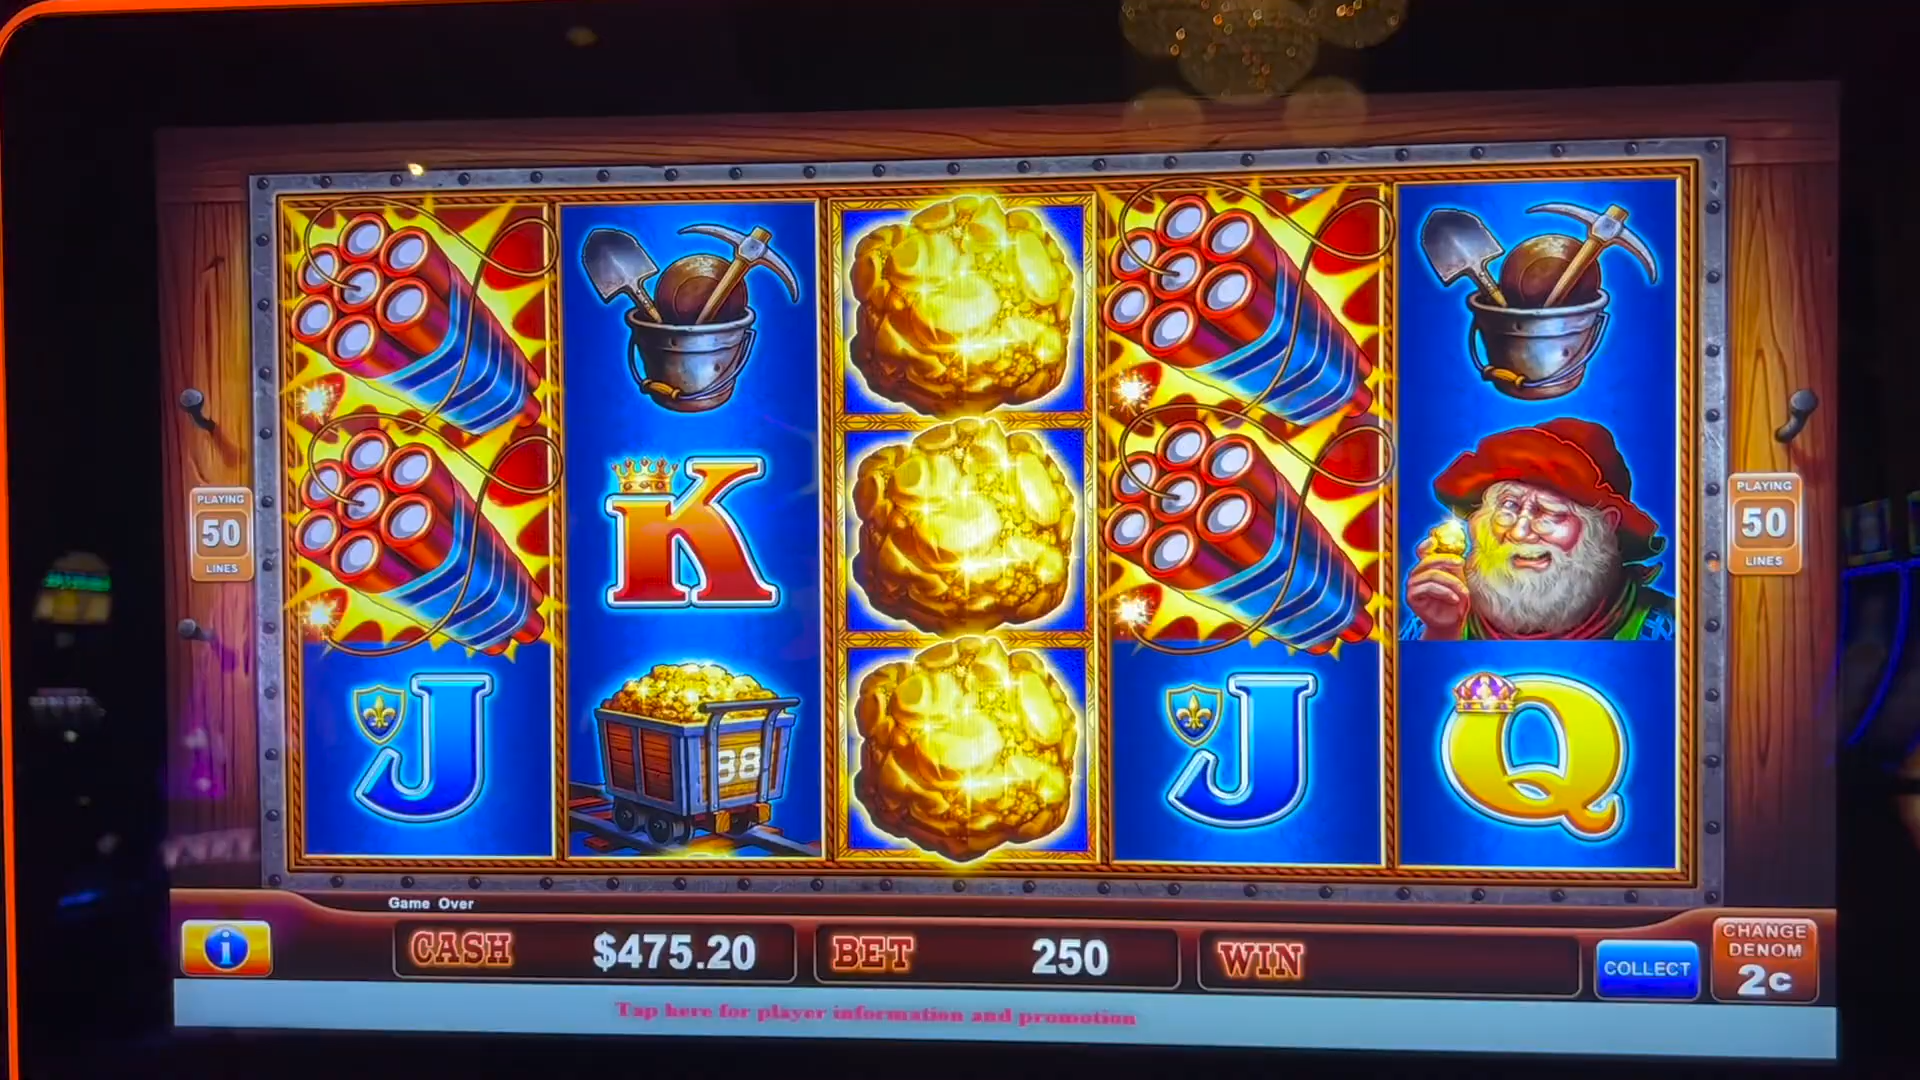 K
J
88
J
Q
PLAYING
50
LINES
PLAYING
50
LINES
Game Over
i
CASH $475.20
BET 250
WIN
COLLECT
CHANGE
DENOM
2c
Tap here for player information and promotion